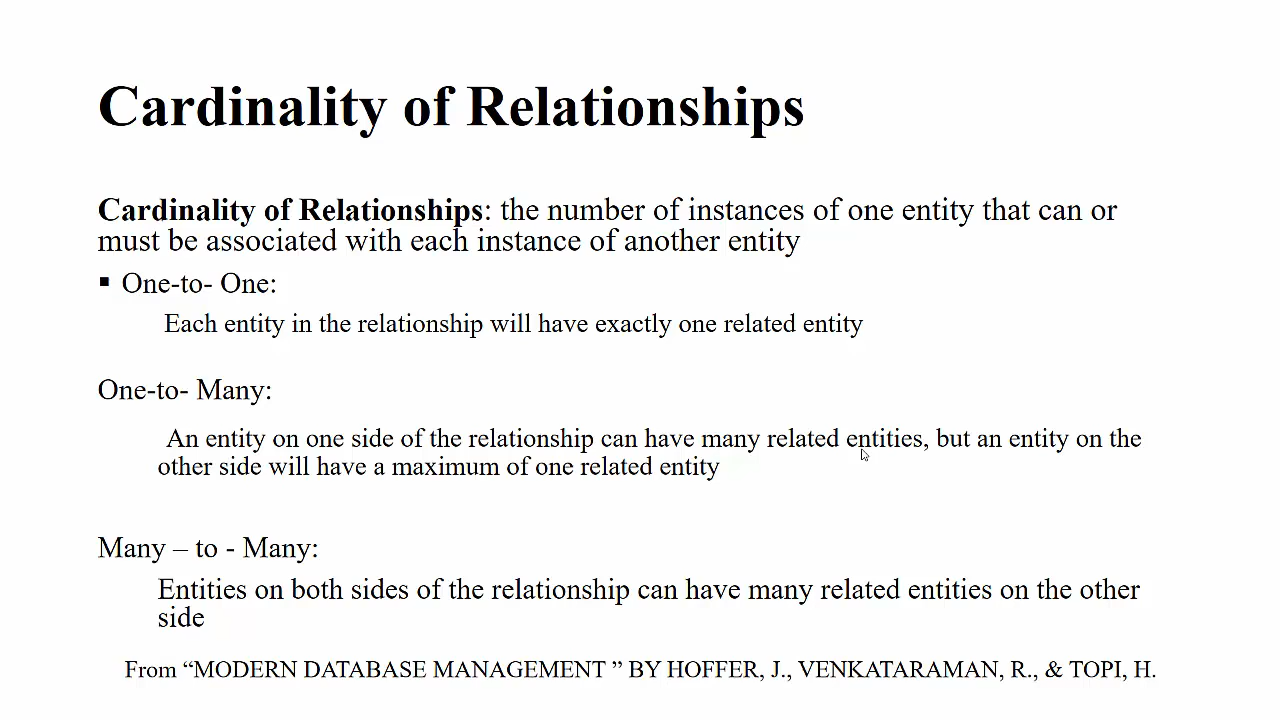 Cardinality of Relationships
Cardinality of Relationships: the number of instances of one entity that can or
must be associated with each instance of another entity
▪ One-to- One:
Each entity in the relationship will have exactly one related entity
One-to- Many:
An entity on one side of the relationship can have many related entities, but an entity on the
other side will have a maximum of one related entity
Many – to - Many:
Entities on both sides of the relationship can have many related entities on the other
side
From “MODERN DATABASE MANAGEMENT ” BY HOFFER, J., VENKATARAMAN, R., & TOPI, H.